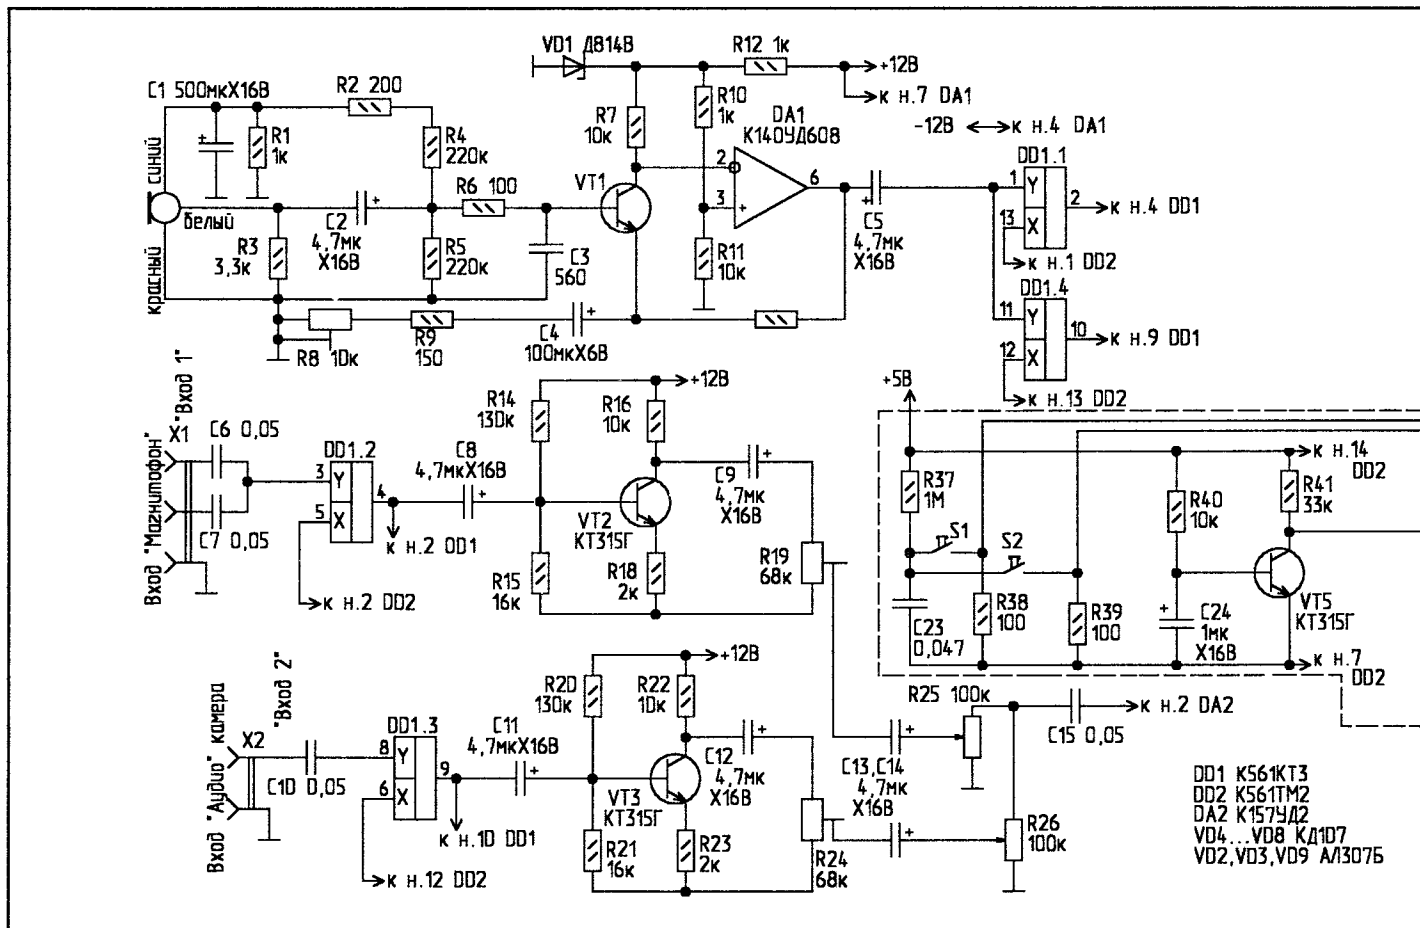 VD1 Д814В
R12 1к
+12В
к н.7 DA1
C1 500мкХ16В
R2 200
R1
1к
R4
220к
R7
10к
R10
1к
DA1
К140УД608
-12В
к н.4 DA1
синий
белый
красный
R6 100
VT1
2
3
6
+
R3
3,3к
C2
4,7мк
Х16В
R5
220к
C3
560
R11
10к
C5
4,7мк
Х16В
DD1.1
1
Y
X
13
2
к н.4 DD1
к н.1 DD2
DD1.4
11
Y
12
X
10
к н.9 DD1
к н.13 DD2
R8 10к
R9
150
C4
100мкХ6В
"Вход 1"
Вход "Магнитофон"
X1
C6 0,05
C7 0,05
DD1.2
3
Y
5
X
4
к н.2 DD1
к н.2 DD2
C8
4,7мкХ16В
R14
130к
R16
10к
+12В
VT2
КТ315Г
R15
16к
R18
2к
C9
4,7мк
Х16В
R19
68к
+5В
R37
1М
S1
S2
C23
0,047
R38
100
R39
100
R40
10к
C24
1мк
Х16В
R41
33к
VT5
КТ315Г
к н.14
DD2
к н.7
DD2
"Вход 2"
Вход "Аудио" камера
X2
C10 0,05
DD1.3
8
Y
6
X
9
к н.10 DD1
к н.12 DD2
C11
4,7мкХ16В
R20
130к
R22
10к
+12В
VT3
КТ315Г
R21
16к
R23
2к
C12
4,7мк
Х16В
R24
68к
C13,C14
4,7мк
Х16В
R25 100к
C15 0,05
к н.2 DA2
R26
100к
DD1 К561КТ3
DD2 К561ТМ2
DA2 К157УД2
VD4...VD8 КД107
VD2,VD3,VD9 АЛ307Б